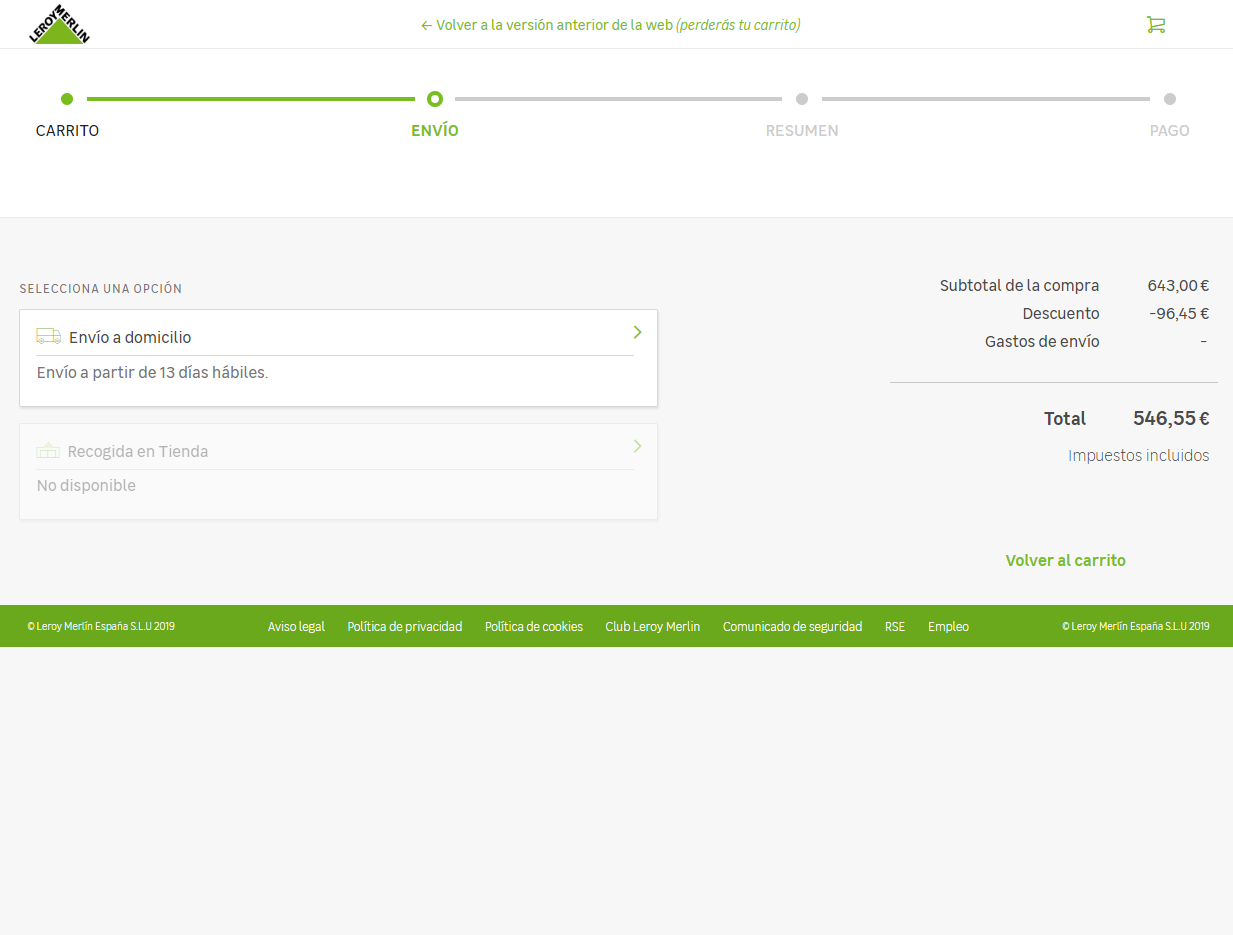 LEROY MERLIN
← Volver a la versión anterior de la web (perderás tu carrito)
CARRITO
ENVÍO
RESUMEN
PAGO
SELECCIONA UNA OPCIÓN
Envío a domicilio
Envío a partir de 13 días hábiles.
Recogida en Tienda
No disponible
Subtotal de la compra 643,00 €
Descuento -96,45 €
Gastos de envío -
Total 546,55 €
Impuestos incluidos
Volver al carrito
© Leroy Merlín España S.L.U 2019 Aviso legal Política de privacidad Política de cookies Club Leroy Merlin Comunicado de seguridad RSE Empleo © Leroy Merlín España S.L.U 2019